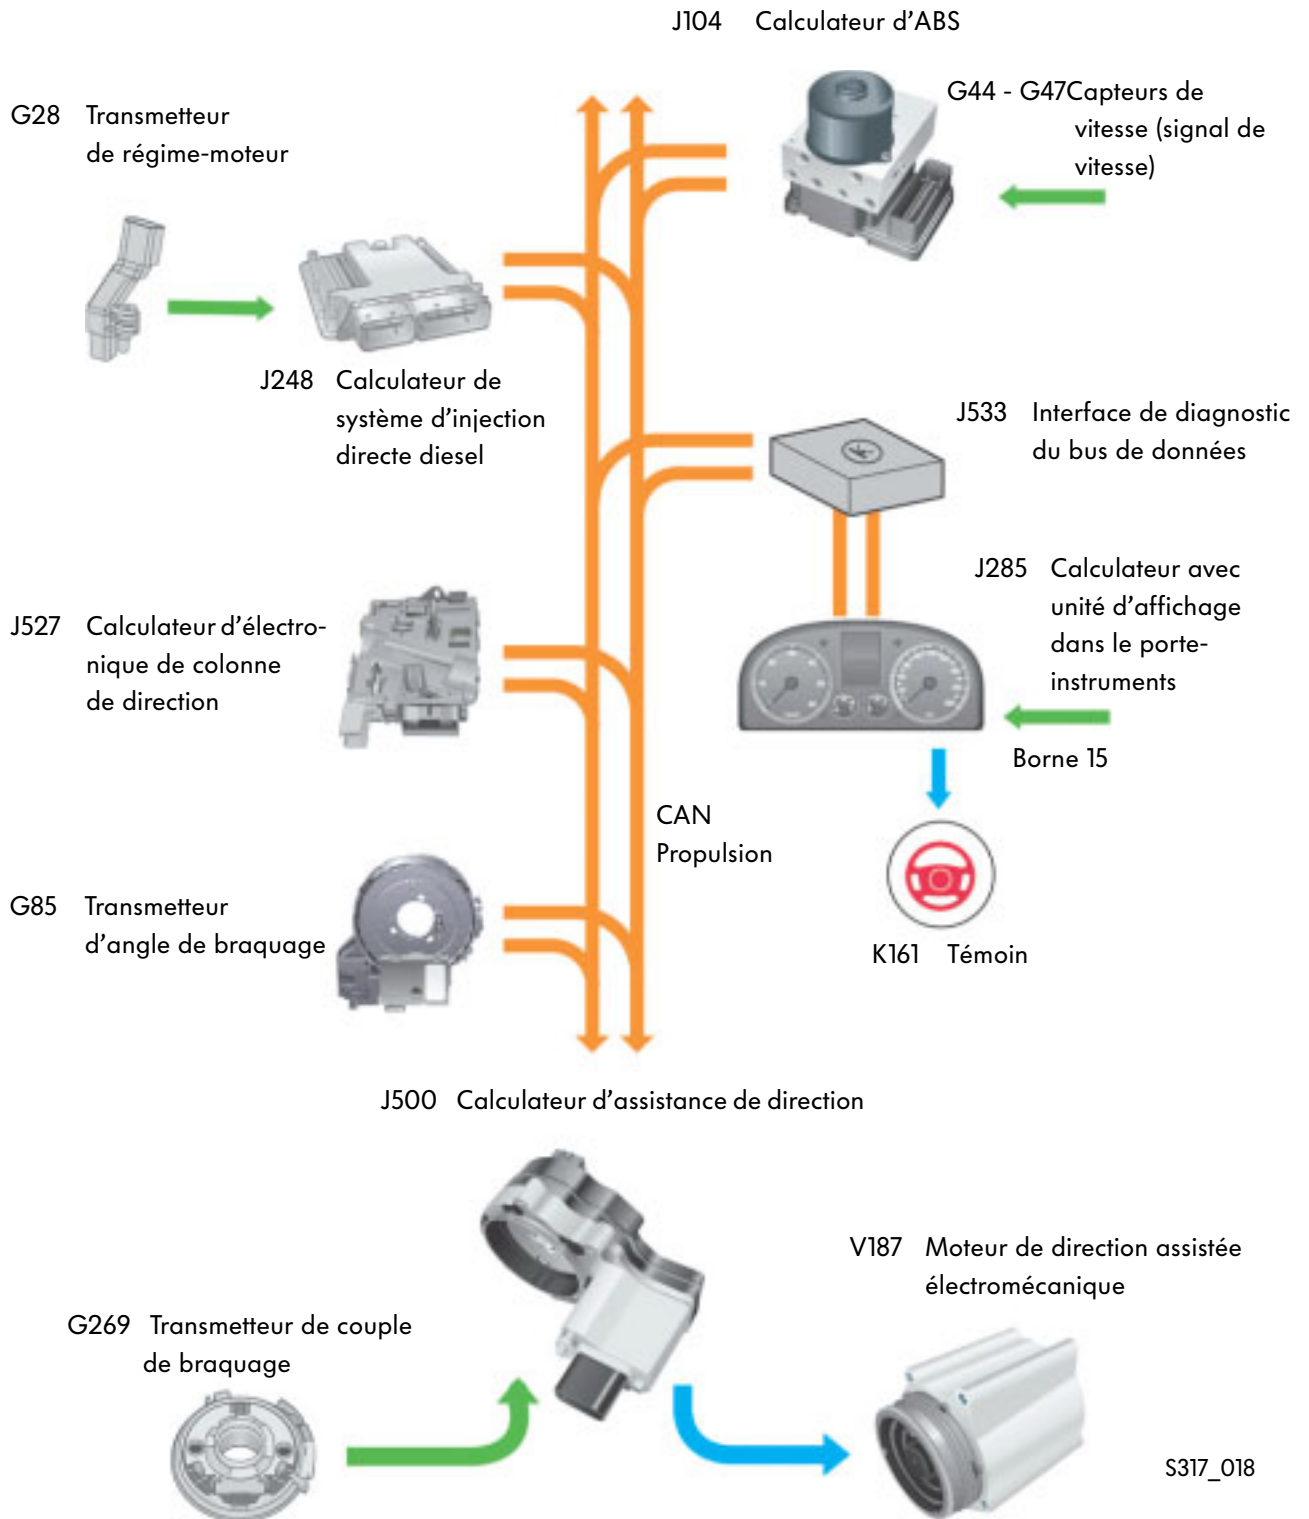 J104 Calculateur d'ABS
G28 Transmetteur
de régime-moteur
G44 - G47Capteurs de
vitesse (signal de
vitesse)
J248 Calculateur de
système d'injection
directe diesel
J533 Interface de diagnostic
du bus de données
J285 Calculateur avec
unité d'affichage
dans le porte-
instruments
J527 Calculateur d'électro-
nique de colonne
de direction
Borne 15
CAN
Propulsion
G85 Transmetteur
d'angle de braquage
K161 Témoin
J500 Calculateur d'assistance de direction
V187 Moteur de direction assistée
électromécanique
G269 Transmetteur de couple
de braquage
S317_018